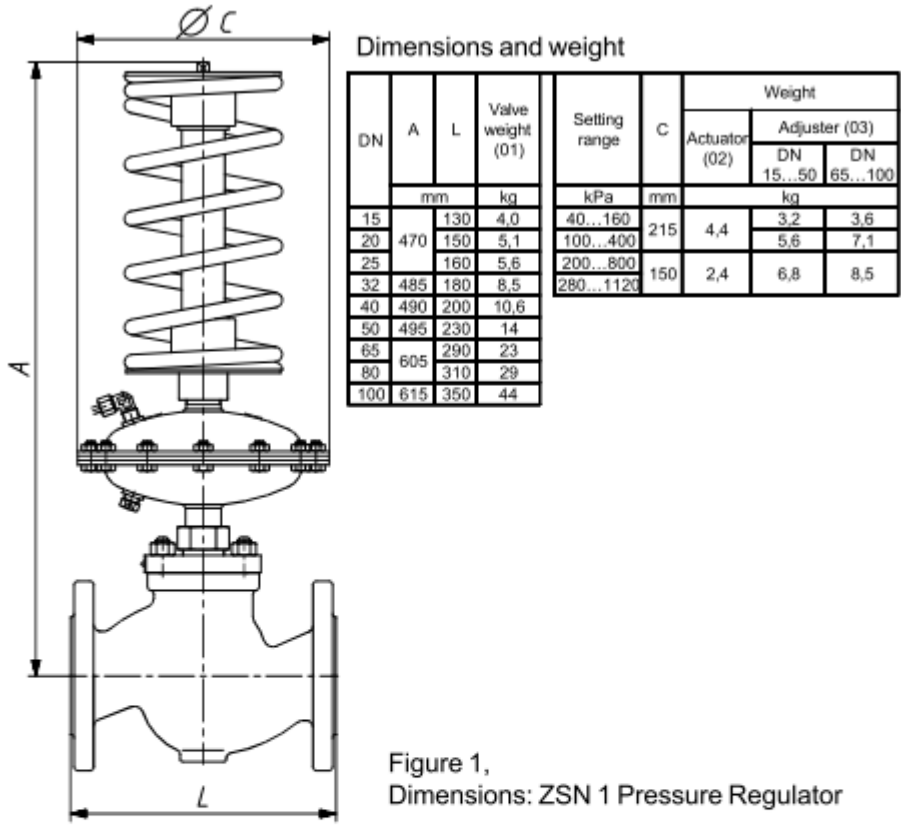 Ø C
Dimensions and weight
DN A L Valve weight (01)
mm kg
15 470 130 4,0
20 150 5,1
25 160 5,6
32 485 180 8,5
40 490 200 10,6
50 495 230 14
65 605 290 23
80 310 29
100 615 350 44
Setting range C Weight
Actuator (02) Adjuster (03)
DN 15...50 DN 65...100
kPa mm kg
40...160 215 4,4 3,2 3,6
100...400 5,6 7,1
200...800 150 2,4 6,8 8,5
280...1120
A
L
Figure 1,
Dimensions: ZSN 1 Pressure Regulator